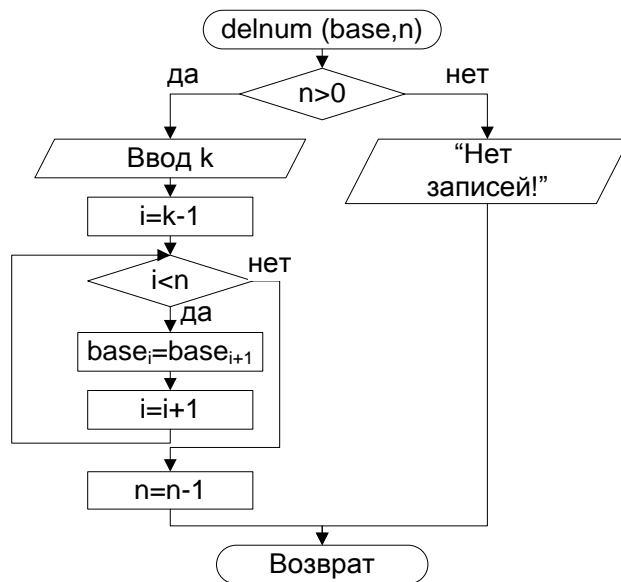 delnum (base,n)
да
нет
n>0
Ввод k
“Нет
записей!”
i=k-1
i<n
нет
да
baseᵢ=baseᵢ₊₁
i=i+1
n=n-1
Возврат